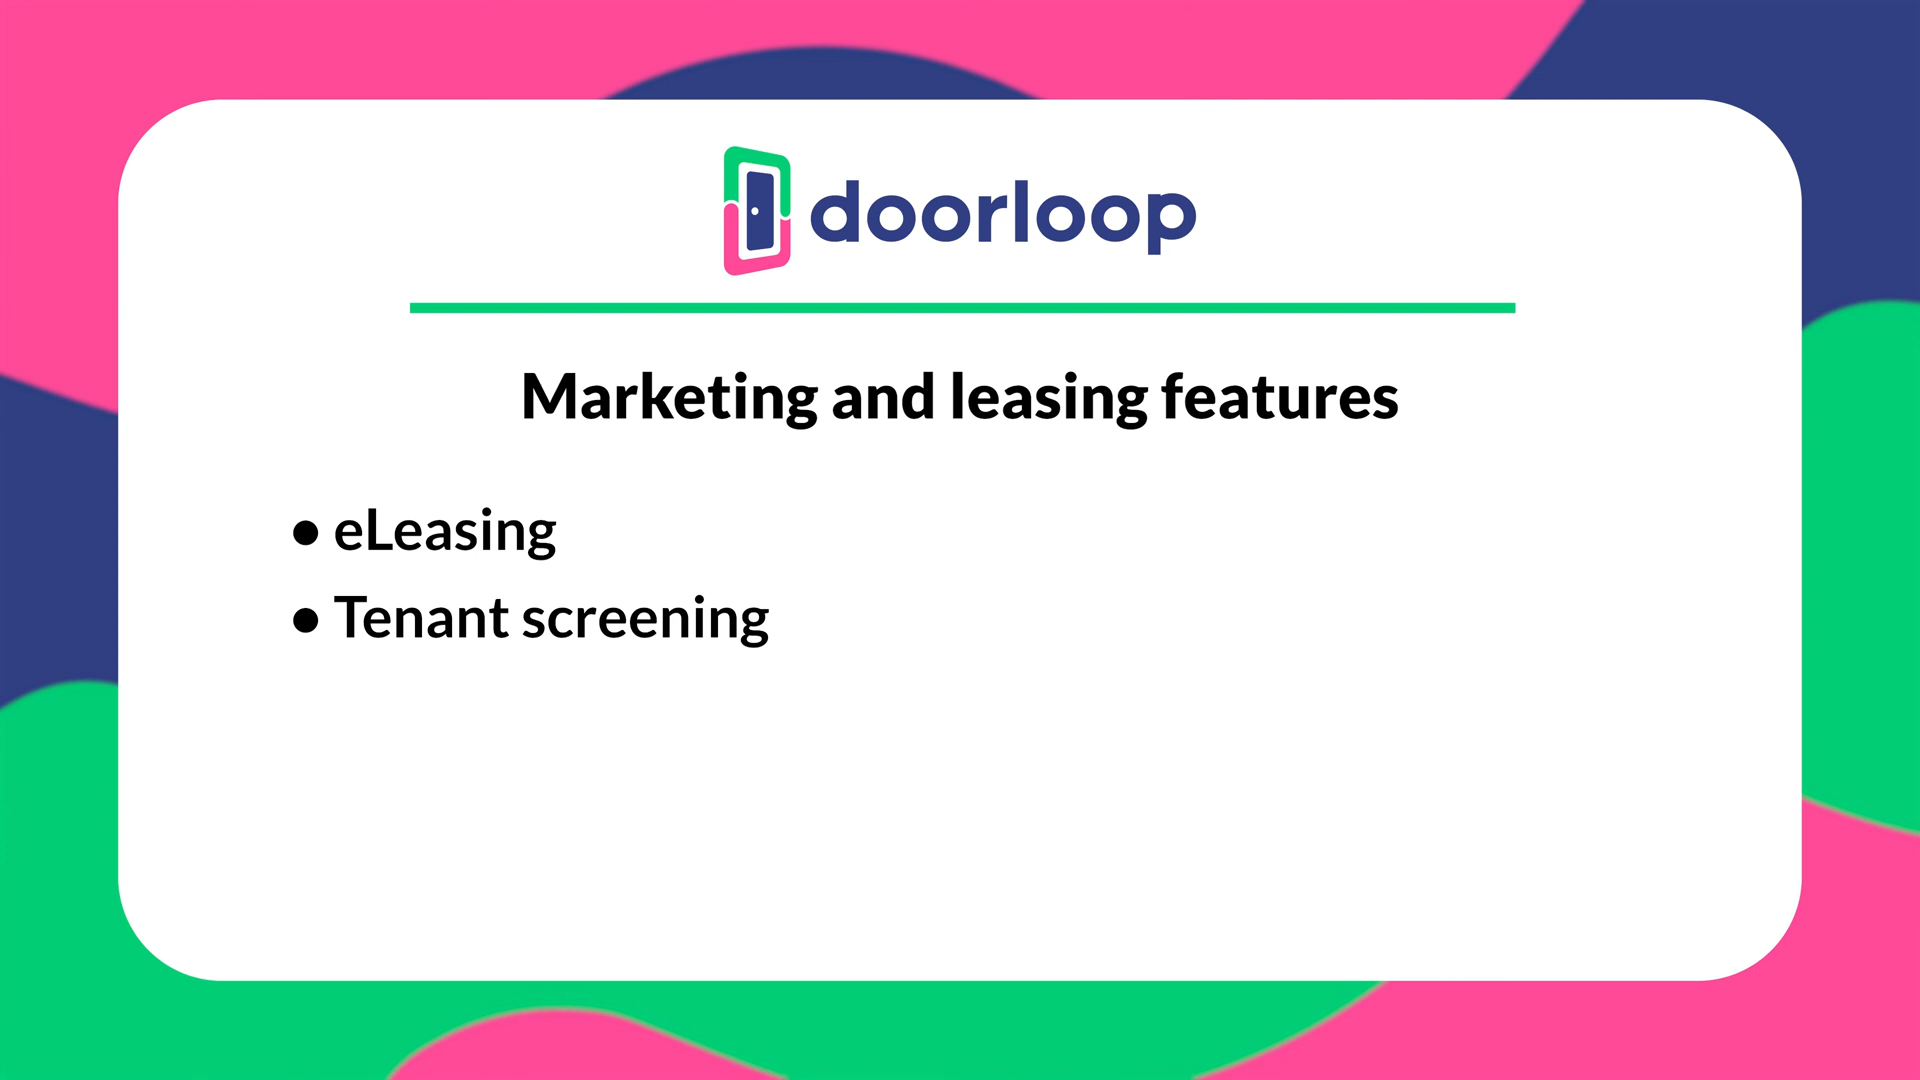 doorloop
Marketing and leasing features
• eLeasing
• Tenant screening